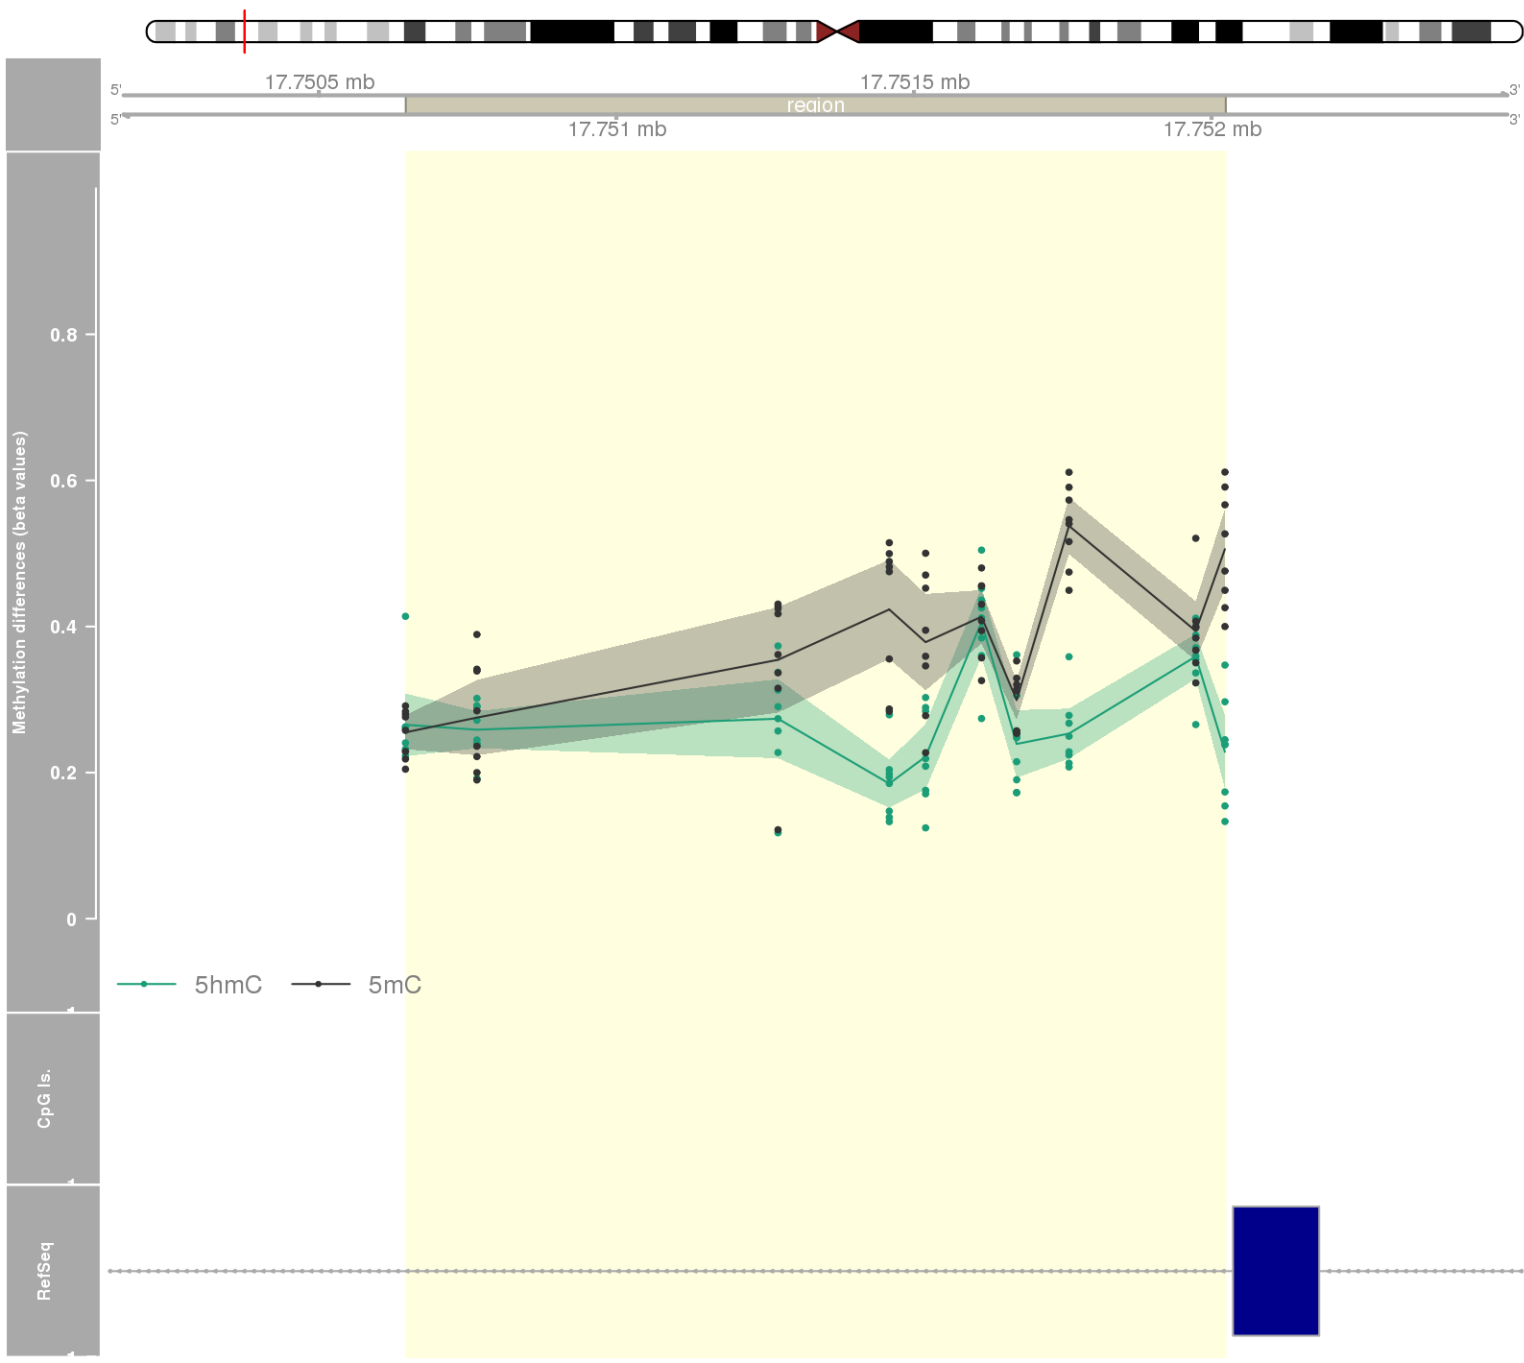 17.7505 mb
17.7515 mb
5'
3'
region
5'
3'
17.751 mb
17.752 mb
Methylation differences (beta values)
0.8
0.6
0.4
0.2
0
5hmC
5mC
CpG Is.
RefSeq